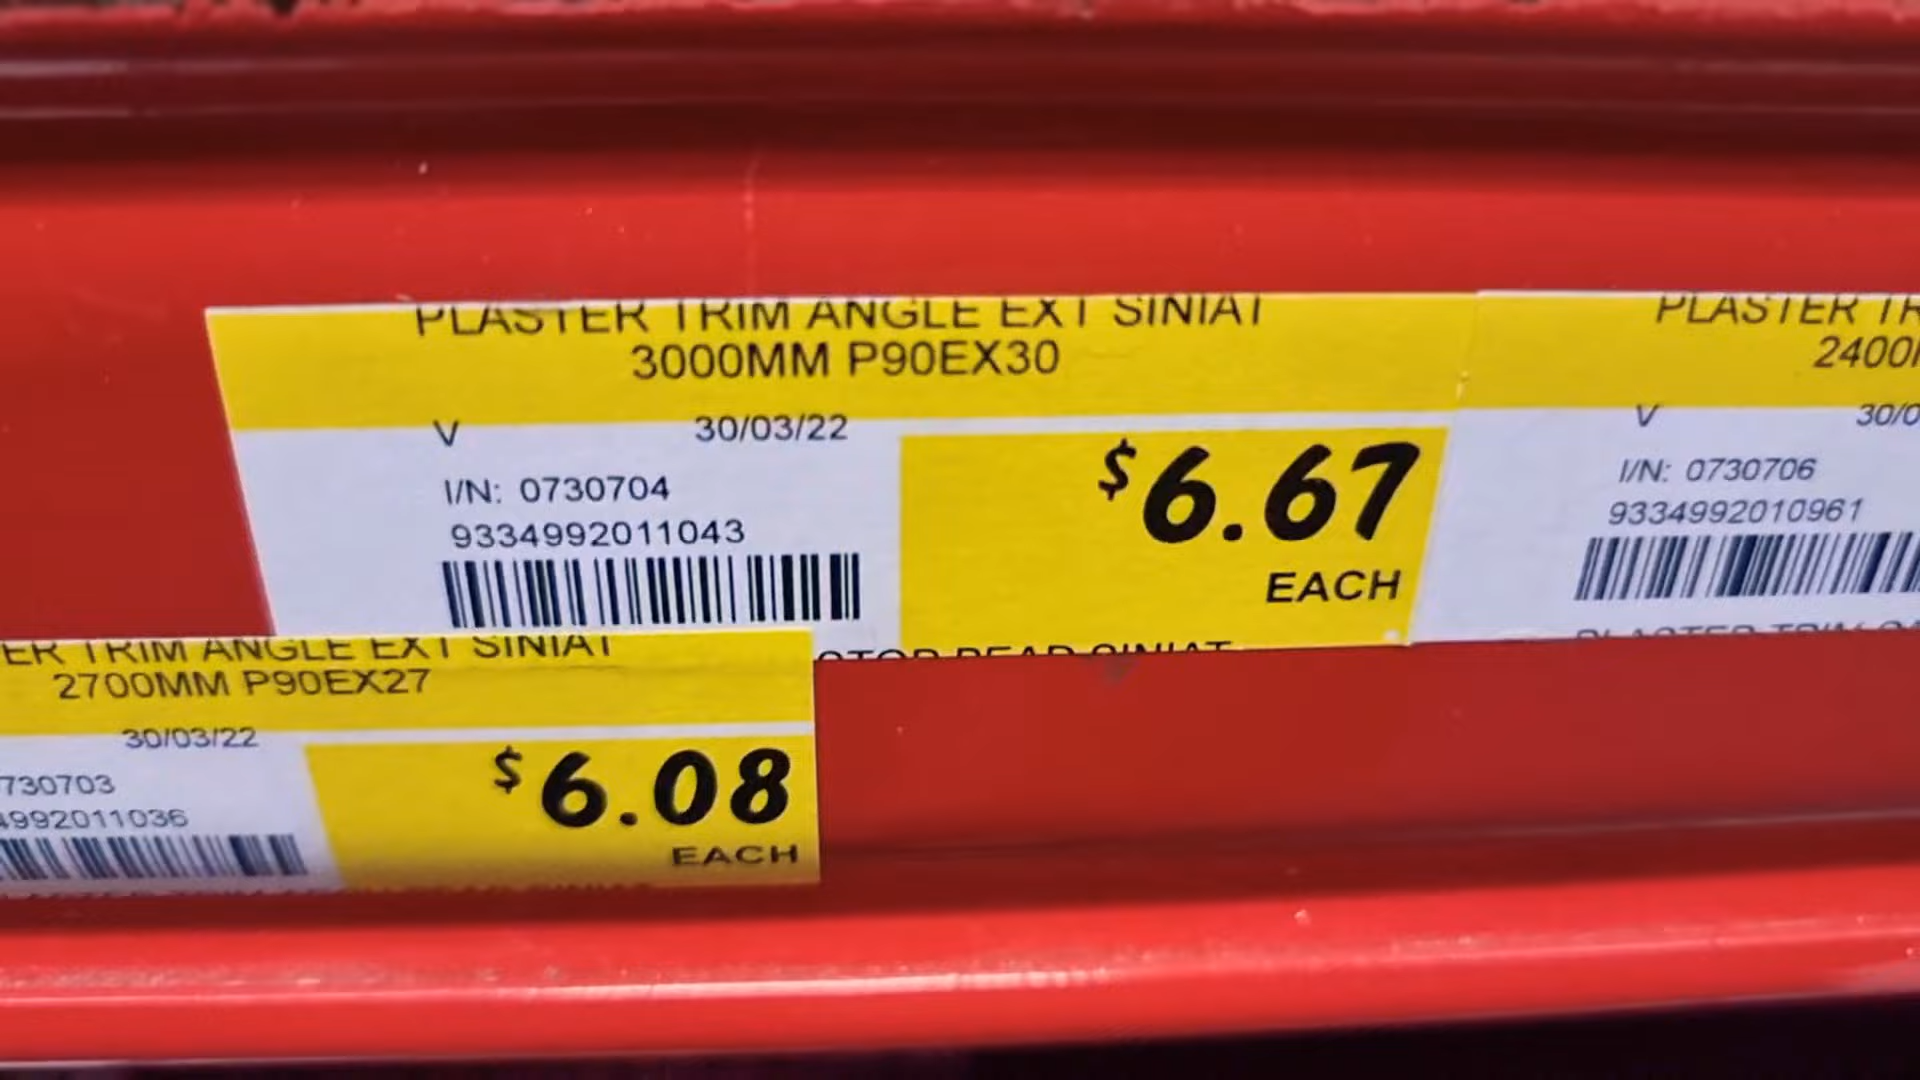 PLASTER TRIM ANGLE EXT SINIAT
3000MM P90EX30
V 30/03/22
I/N: 0730704
9334992011043
$6.67
EACH
PLASTER TR
2400
V 30/0
I/N: 0730706
9334992010961
ER TRIM ANGLE EXT SINIAT
2700MM P90EX27
30/03/22
730703
4992011036
$6.08
EACH